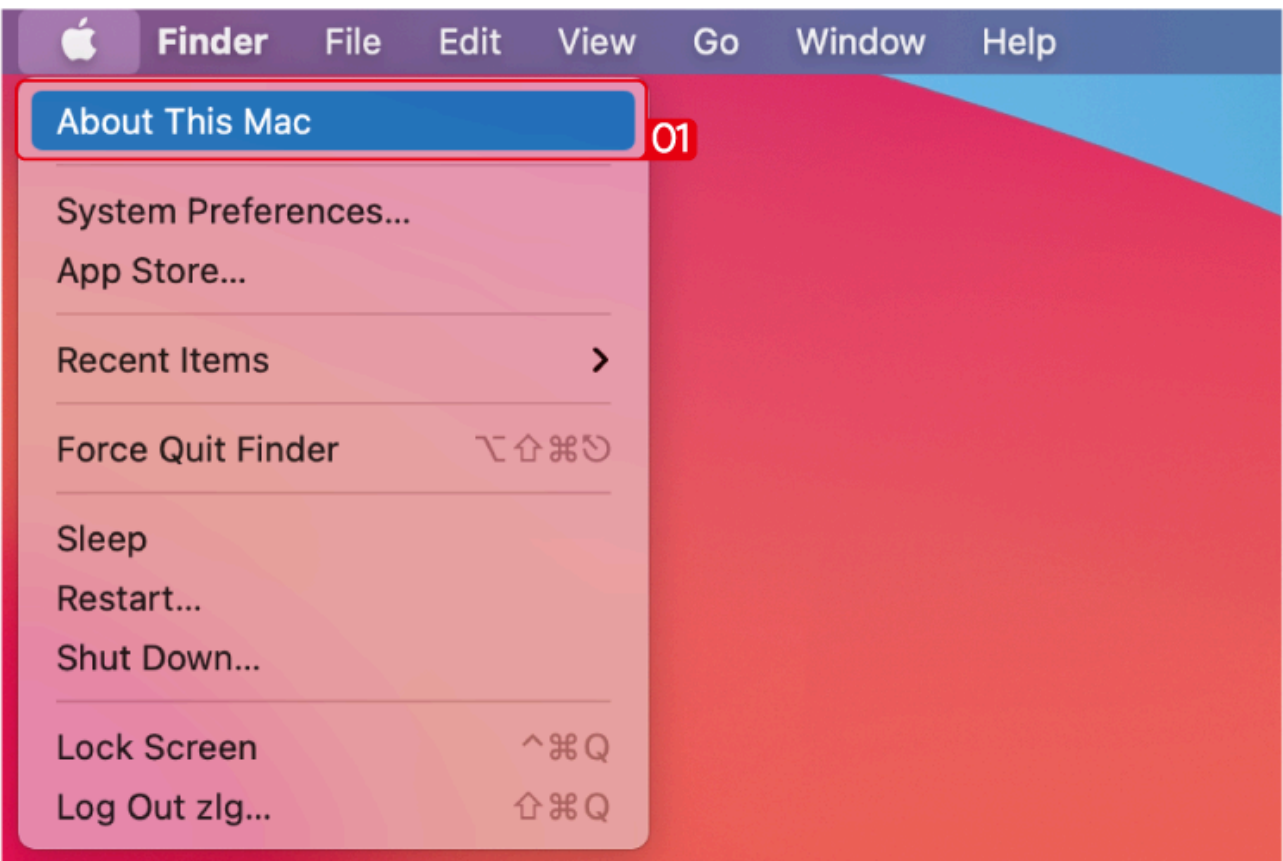 Finder File Edit View Go Window Help
About This Mac
01
System Preferences...
App Store...
Recent Items
Force Quit Finder ⌥⇧⌘⎋
Sleep
Restart...
Shut Down...
Lock Screen ^⌘Q
Log Out zlg... ⇧⌘Q